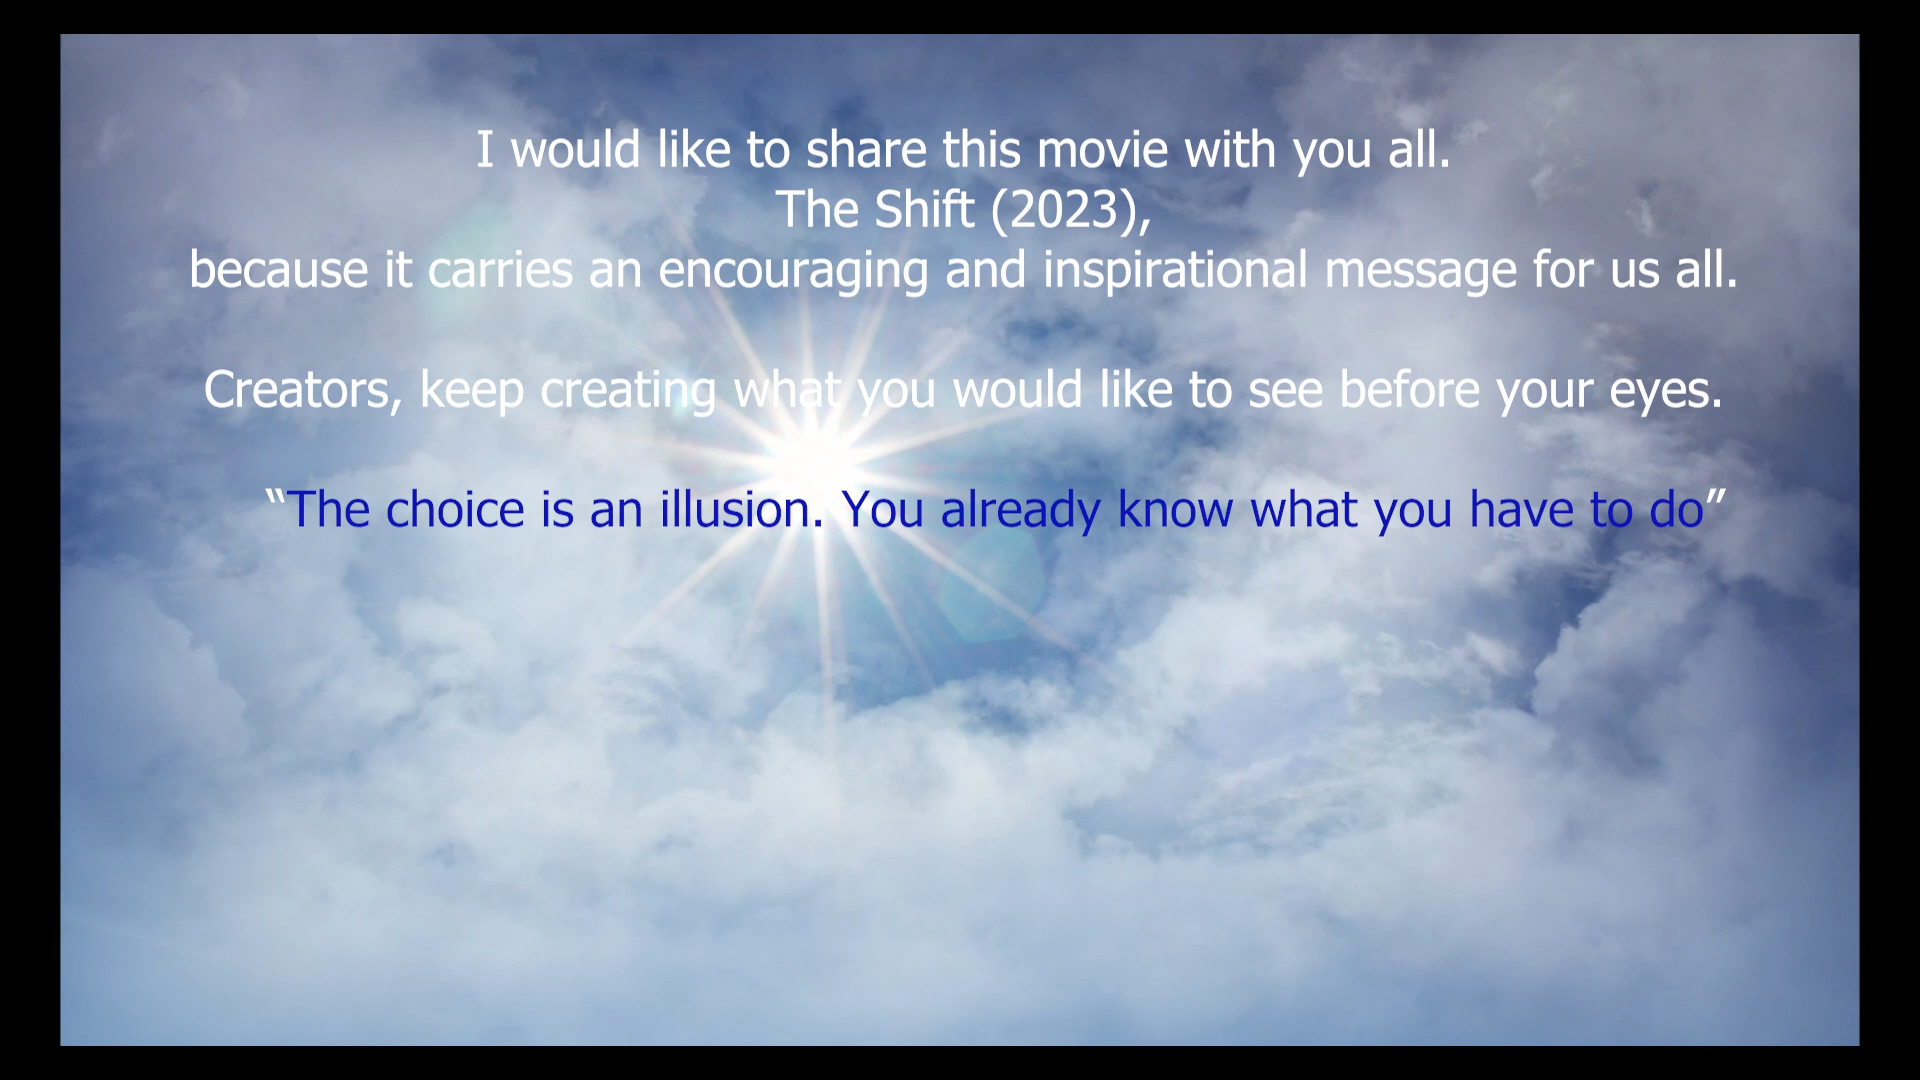 I would like to share this movie with you all.
The Shift (2023),
because it carries an encouraging and inspirational message for us all.
Creators, keep creating what you would like to see before your eyes.
“The choice is an illusion. You already know what you have to do”